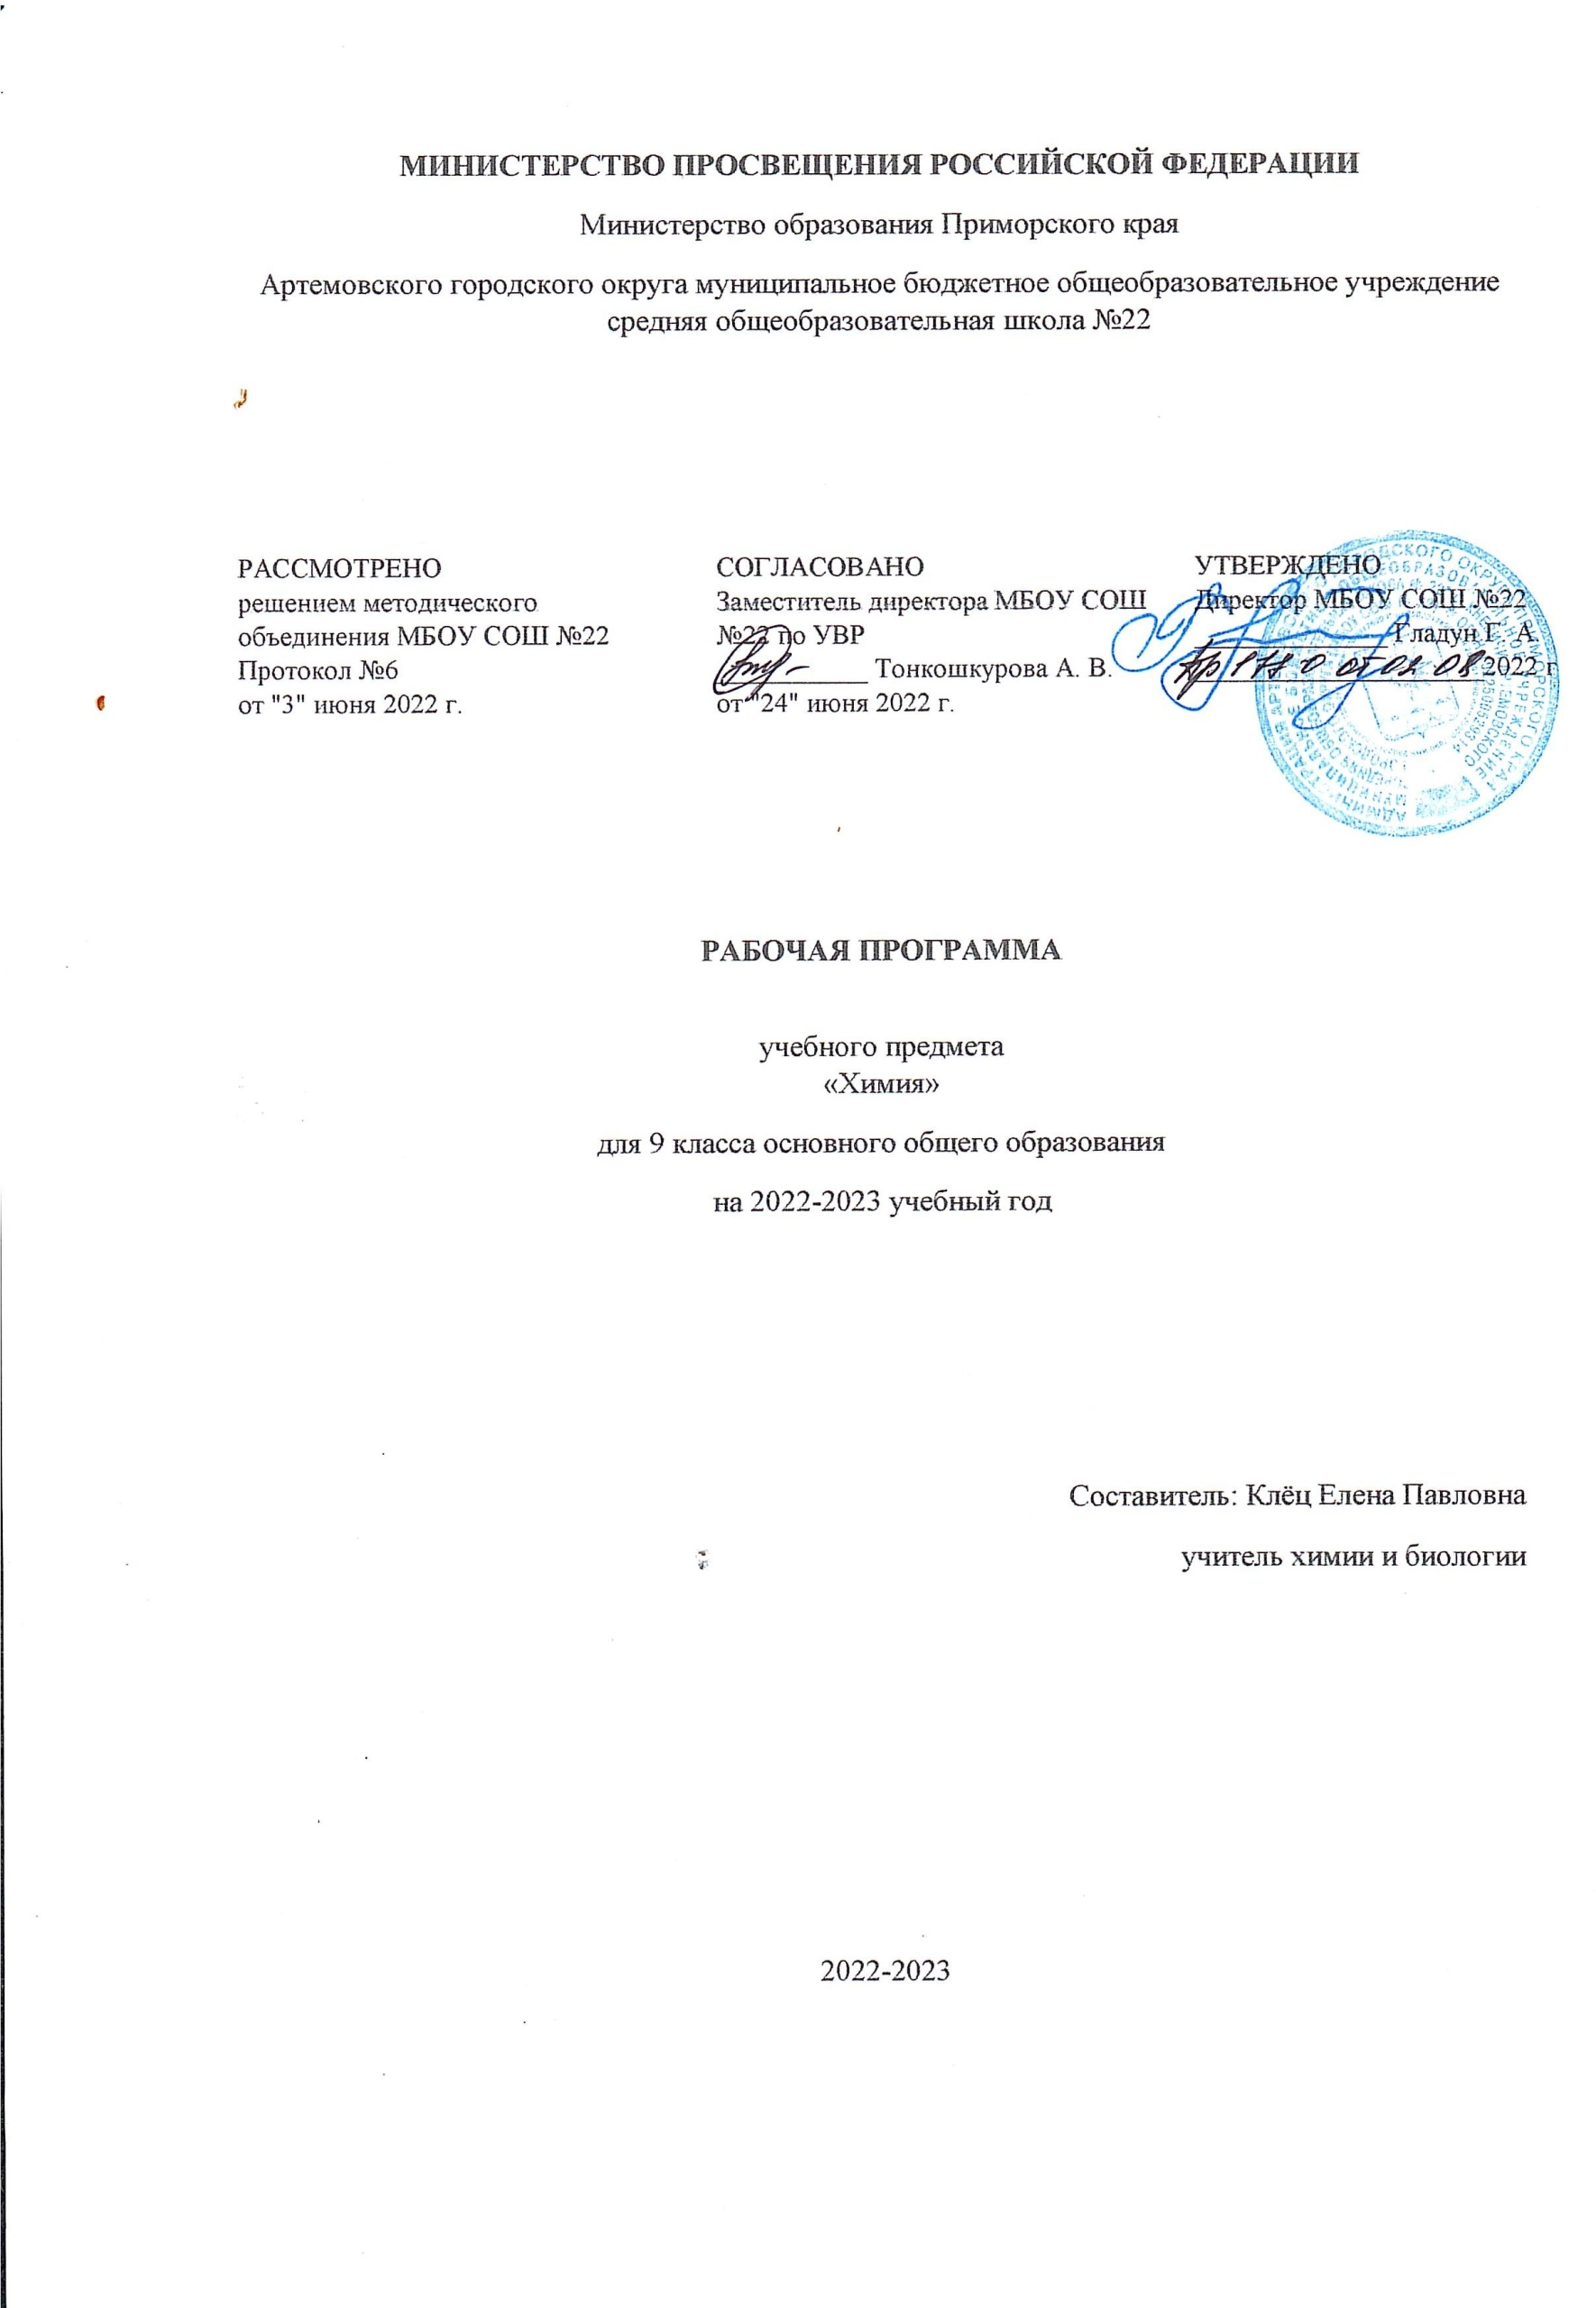 МИНИСТЕРСТВО ПРОСВЕЩЕНИЯ РОССИЙСКОЙ ФЕДЕРАЦИИ
Министерство образования Приморского края
Артемовского городского округа муниципальное бюджетное общеобразовательное учреждение
средняя общеобразовательная школа №22
РАССМОТРЕНО
решением методического
объединения МБОУ СОШ №22
Протокол №6
от "3" июня 2022 г.
СОГЛАСОВАНО
Заместитель директора МБОУ СОШ
№22 по УВР
Тонкошкурова А. В.
от "24" июня 2022 г.
УТВЕРЖДЕНО
Директор МБОУ СОШ №22
Гладун Г. А.
от 08 2022 г
РАБОЧАЯ ПРОГРАММА
учебного предмета
«Химия»
для 9 класса основного общего образования
на 2022-2023 учебный год
Составитель: Клёц Елена Павловна
учитель химии и биологии
2022-2023